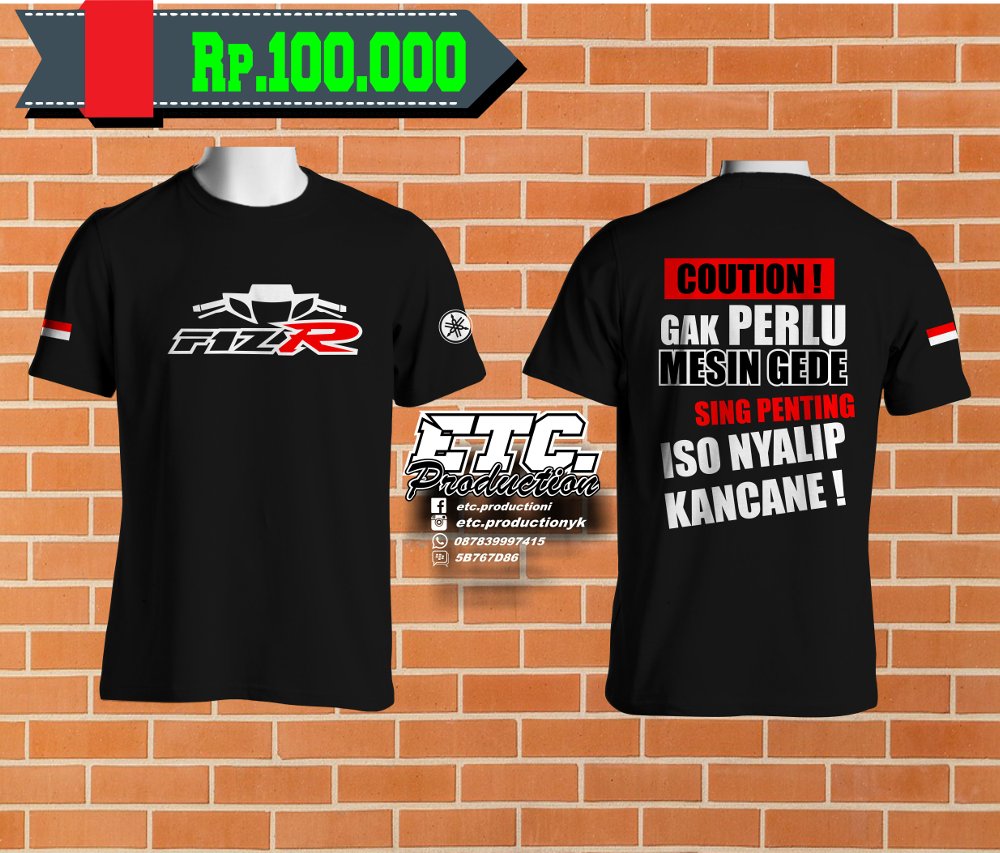 Rp.100.000
F1ZR
COUTION !
GAK PERLU
MESIN GEDE
SING PENTING
ISO NYALIP
KANCANE !
ETC.
Production
etc.productioni
etc.productionyk
087839997415
5B767D86